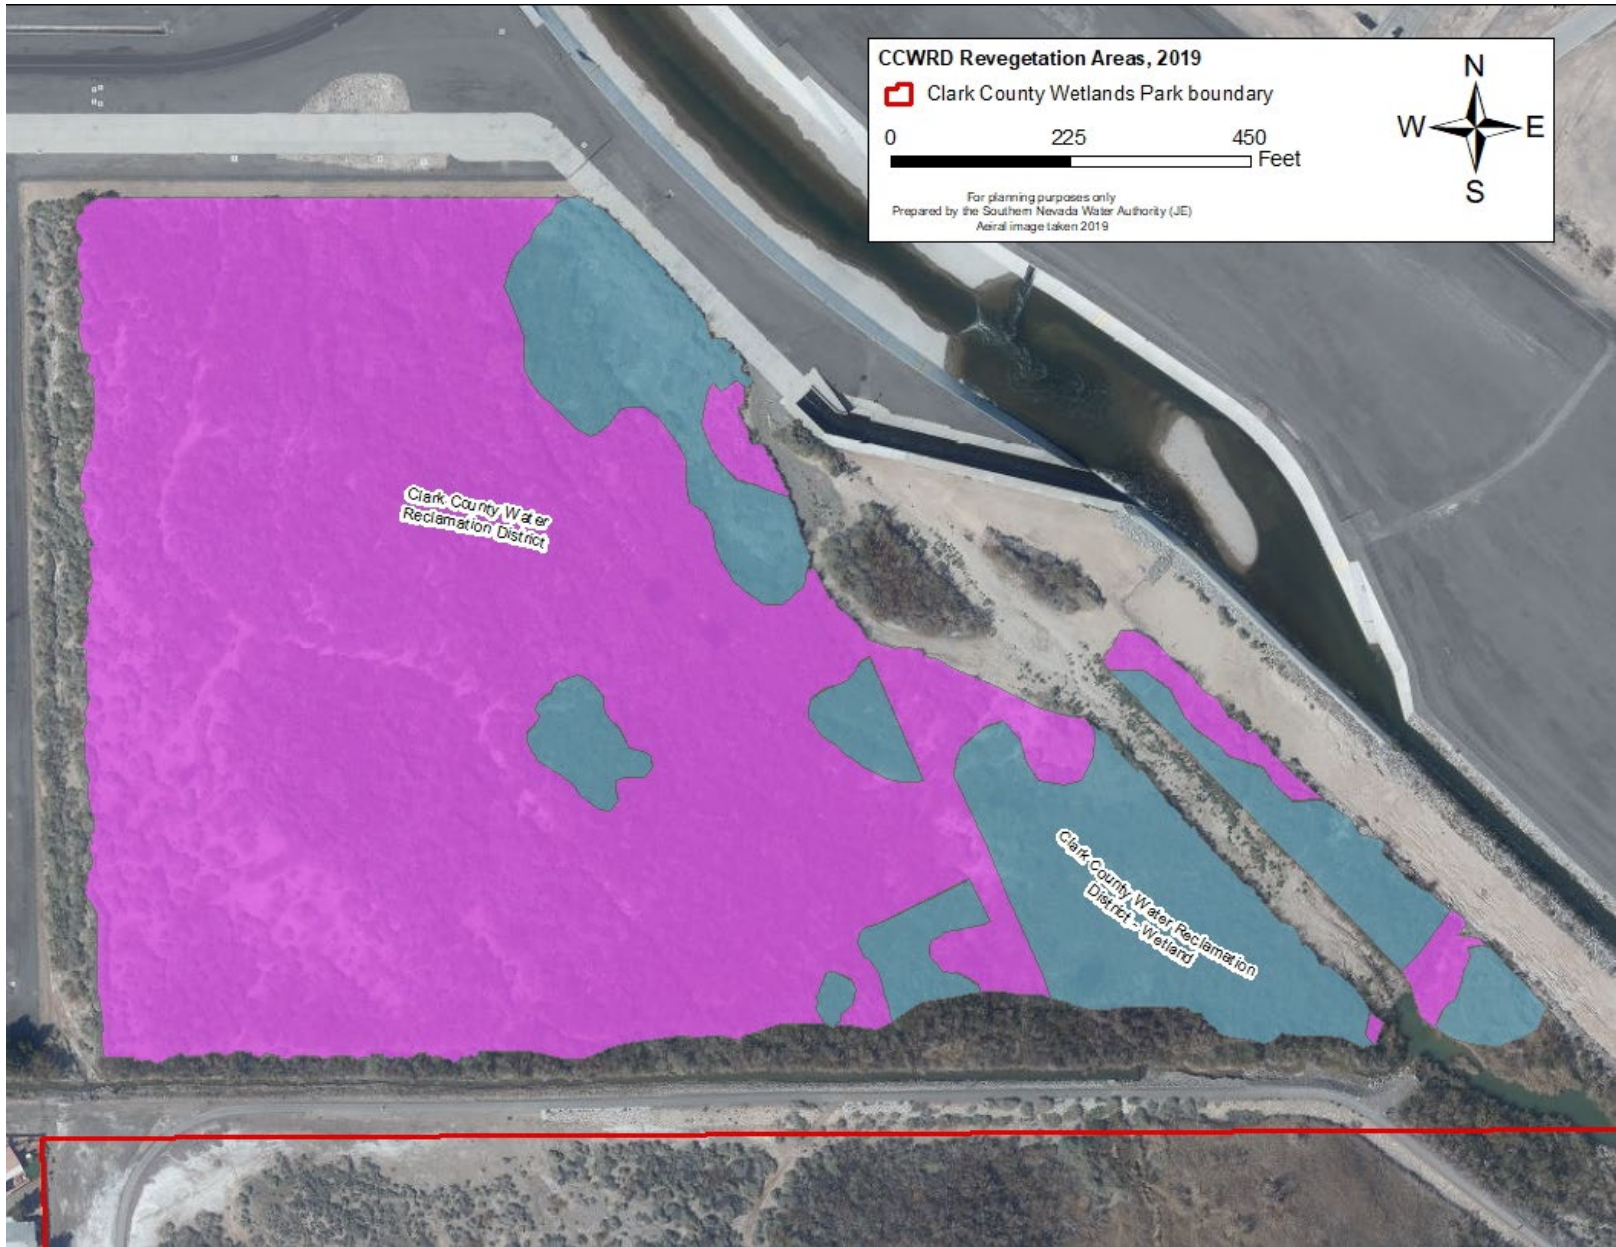 CCWRD Revegetation Areas, 2019
Clark County Wetlands Park boundary
0 225 450
Feet
For planning purposes only
Prepared by the Southern Nevada Water Authority (JE)
Aeiral image taken 2019
N
W E
S
Clark County Water
Reclamation District
Clark County Water Reclamation
District - Wetland